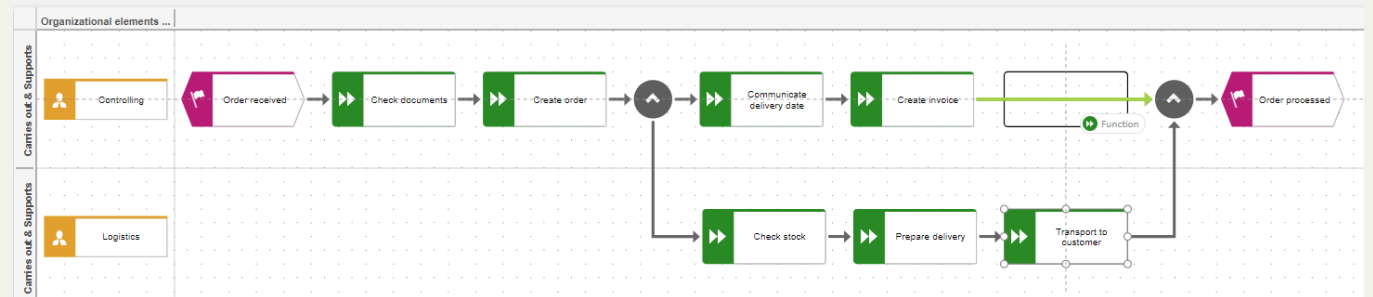 Organizational elements ...
Carries out & Supports
Controlling
Order received
Check documents
Create order
Communicate
delivery date
Create invoice
Function
Order processed
Carries out & Supports
Logistics
Check stock
Prepare delivery
Transport to
customer